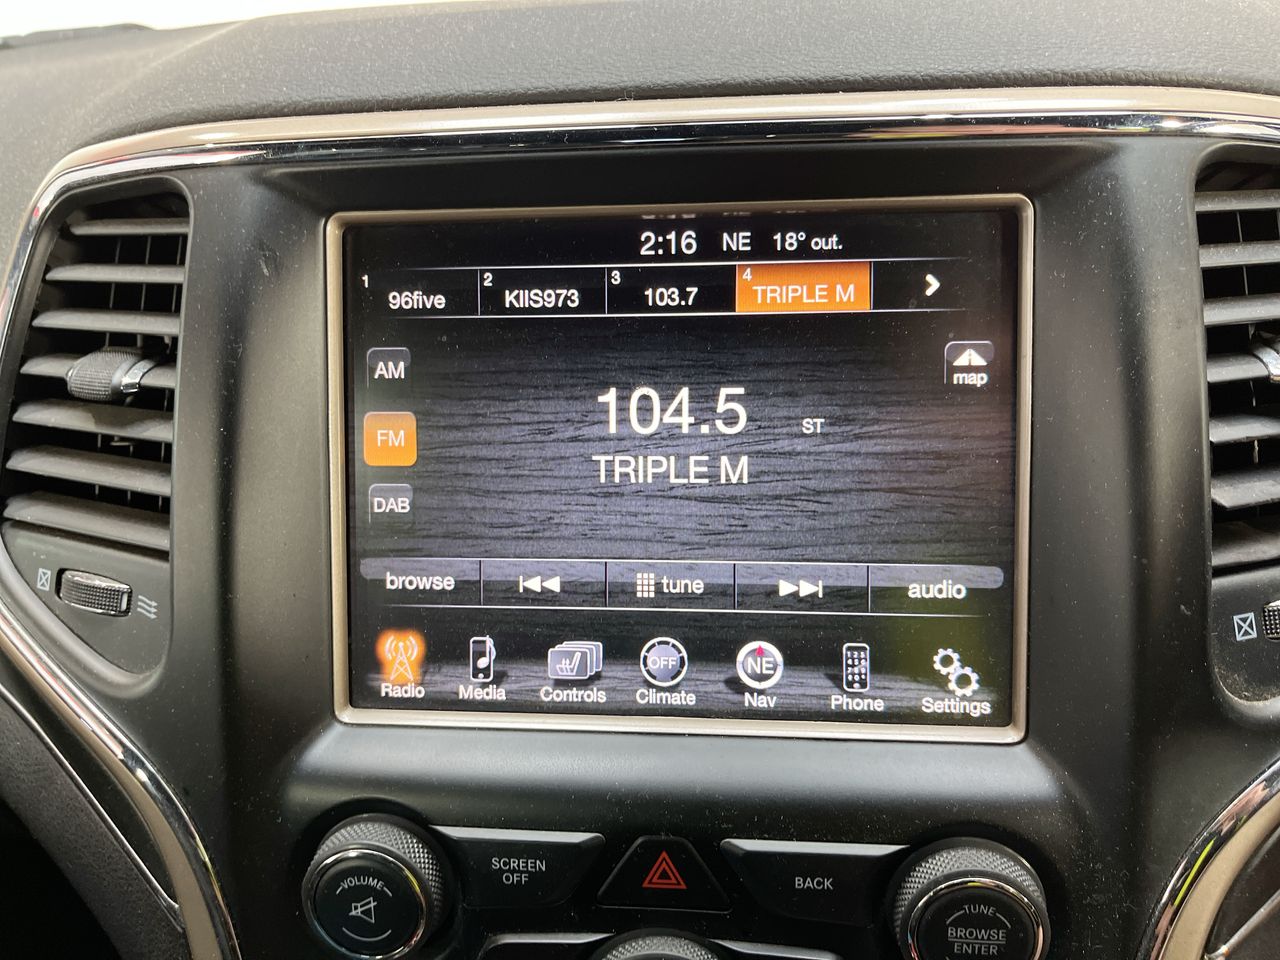 2:16 NE 18° out.
1 96five 2 KIIS973 3 103.7 4 TRIPLE M
AM
map
104.5 ST
FM
TRIPLE M
DAB
browse tune audio
OFF NE
Radio Media Controls Climate Nav Phone Settings
SCREEN OFF
BACK
VOLUME
TUNE
BROWSE
ENTER